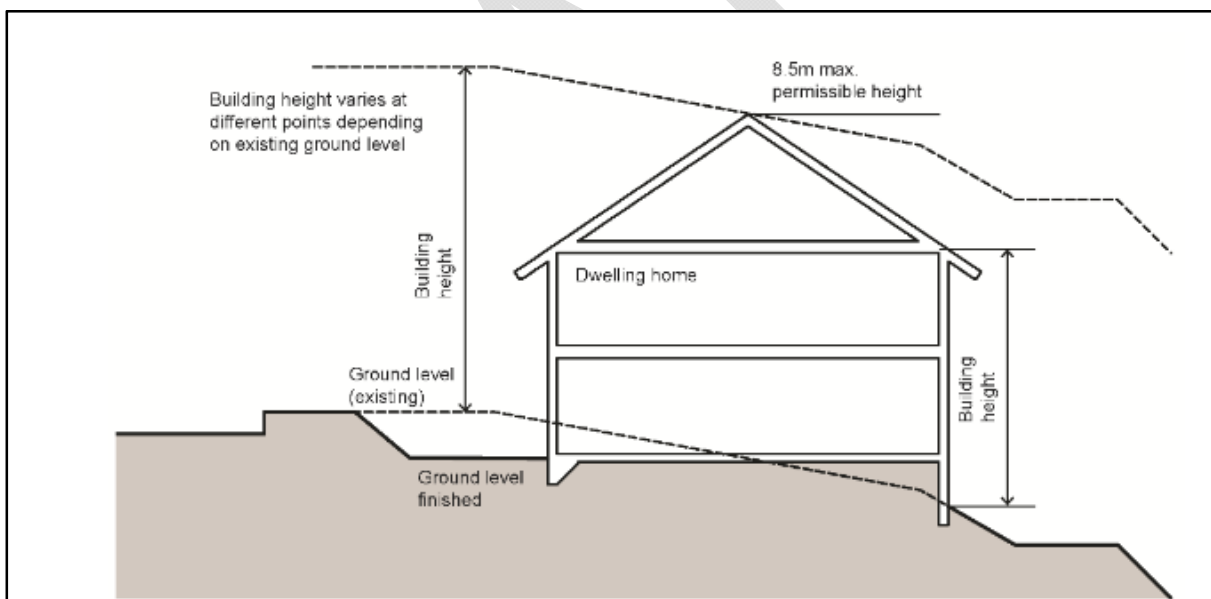 8.5m max.
permissible height
Building height varies at
different points depending
on existing ground level
Building
height
Dwelling home
Ground level
(existing)
Building
height
Ground level
finished